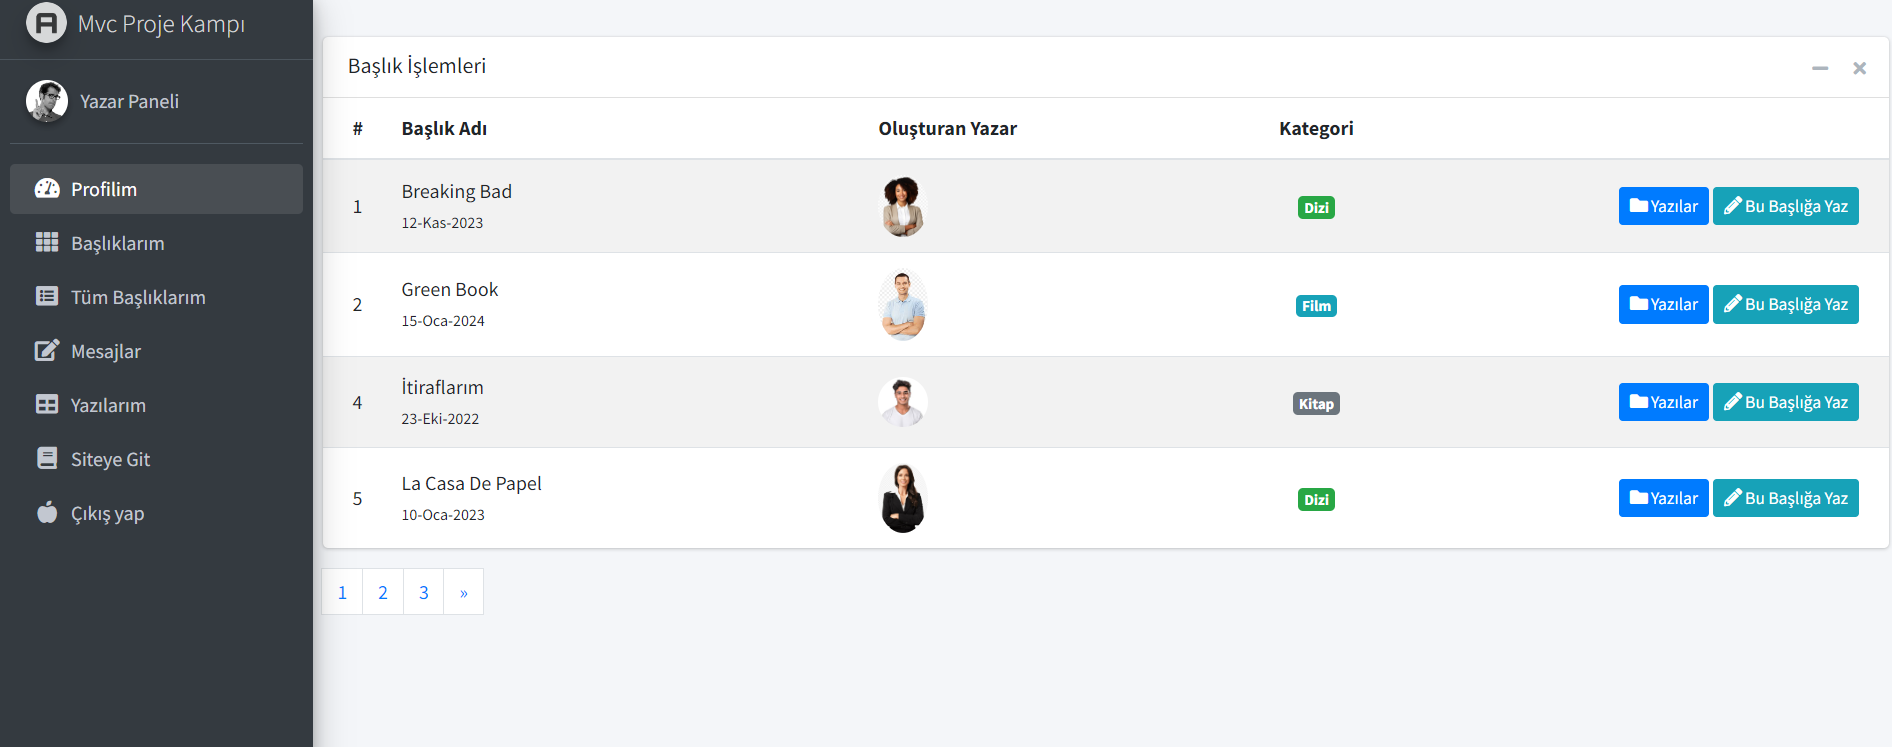 Mvc Proje Kampı
Yazar Paneli
Profilim
Başlıklarım
Tüm Başlıklarım
Mesajlar
Yazılarım
Siteye Git
Çıkış yap
Başlık İşlemleri
# Başlık Adı Oluşturan Yazar Kategori
1 Breaking Bad Dizi Yazılar Bu Başlığa Yaz
12-Kas-2023
2 Green Book Film Yazılar Bu Başlığa Yaz
15-Oca-2024
4 İtiraflarım Kitap Yazılar Bu Başlığa Yaz
23-Eki-2022
5 La Casa De Papel Dizi Yazılar Bu Başlığa Yaz
10-Oca-2023
1 2 3 »